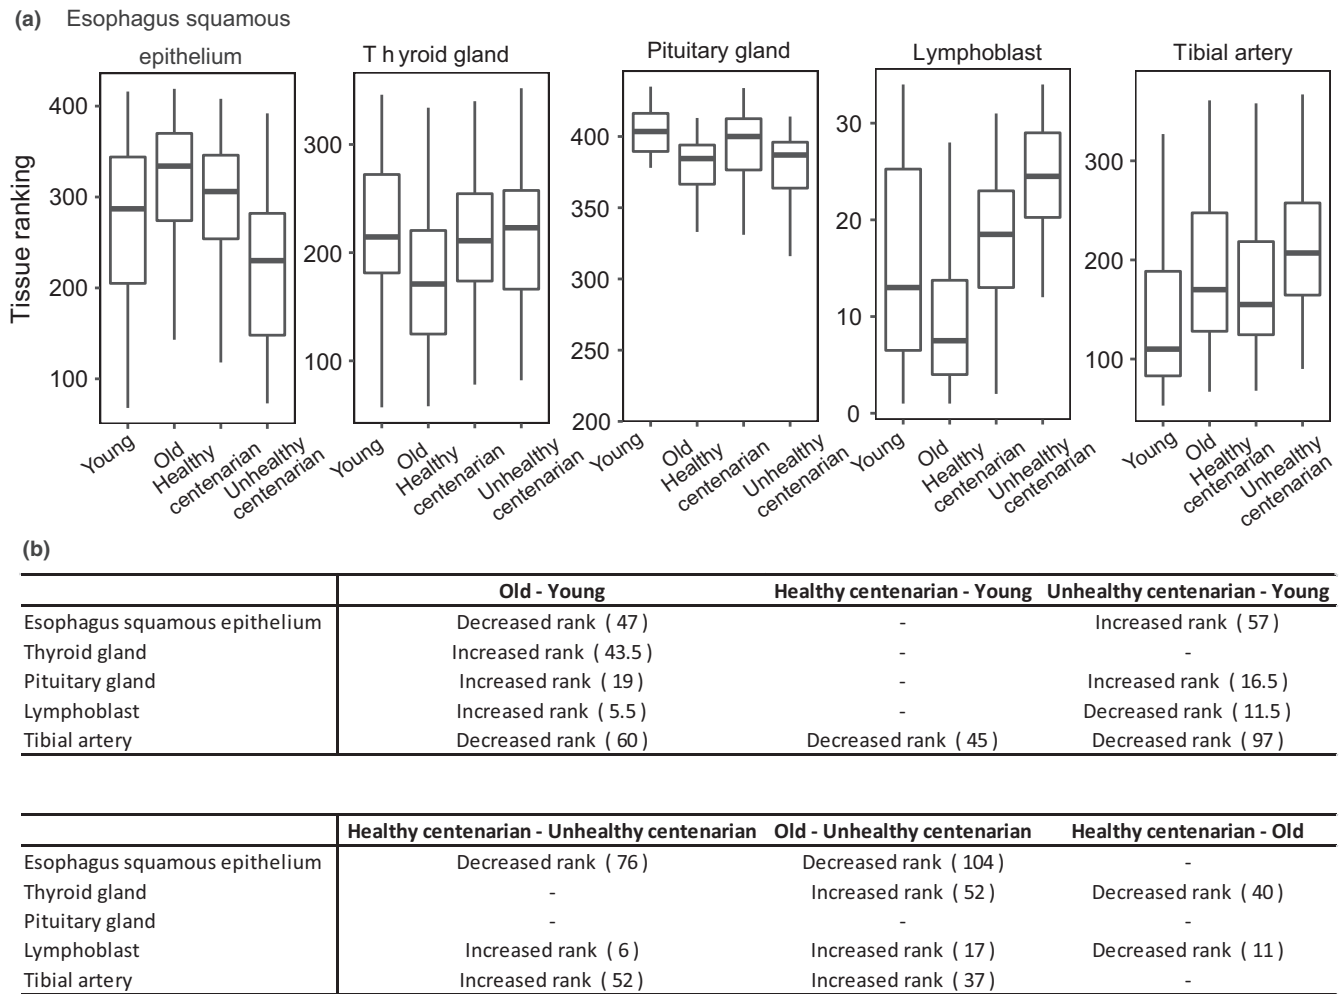 (a) Esophagus squamous
epithelium
Thyroid gland
Pituitary gland
Lymphoblast
Tibial artery
Tissue ranking
400
300
200
100
300
200
100
400
350
300
250
200
30
20
10
0
300
200
100
Young
Old
Healthy
centenarian
Unhealthy
centenarian
Young
Old
Healthy
centenarian
Unhealthy
centenarian
Young
Old
Healthy
centenarian
Unhealthy
centenarian
Young
Old
Healthy
centenarian
Unhealthy
centenarian
Young
Old
Healthy
centenarian
Unhealthy
centenarian
(b)
Old - Young Healthy centenarian - Young Unhealthy centenarian - Young
Esophagus squamous epithelium Decreased rank ( 47 ) - Increased rank ( 57 )
Thyroid gland Increased rank ( 43.5 ) - -
Pituitary gland Increased rank ( 19 ) - Increased rank ( 16.5 )
Lymphoblast Increased rank ( 5.5 ) - Decreased rank ( 11.5 )
Tibial artery Decreased rank ( 60 ) Decreased rank ( 45 ) Decreased rank ( 97 )
Healthy centenarian - Unhealthy centenarian Old - Unhealthy centenarian Healthy centenarian - Old
Esophagus squamous epithelium Decreased rank ( 76 ) Decreased rank ( 104 ) -
Thyroid gland - Increased rank ( 52 ) Decreased rank ( 40 )
Pituitary gland - - -
Lymphoblast Increased rank ( 6 ) Increased rank ( 17 ) Decreased rank ( 11 )
Tibial artery Increased rank ( 52 ) Increased rank ( 37 ) -